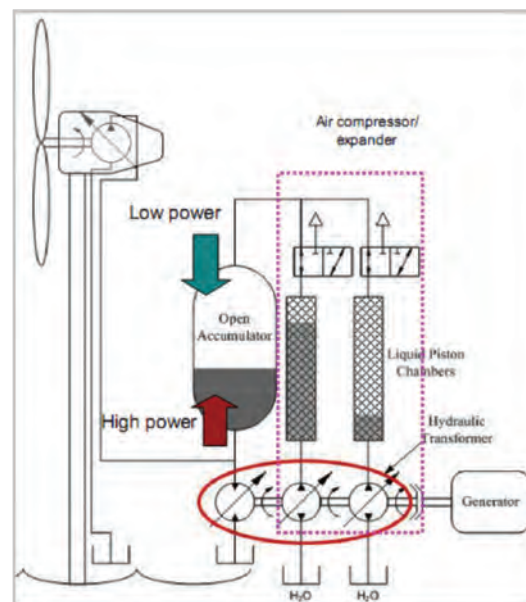 Air compressor/
expander
Low power
Open
Accumulator
Liquid Piston
Chambers
High power
Hydraulic
Transformer
Generator
H₂O
H₂O